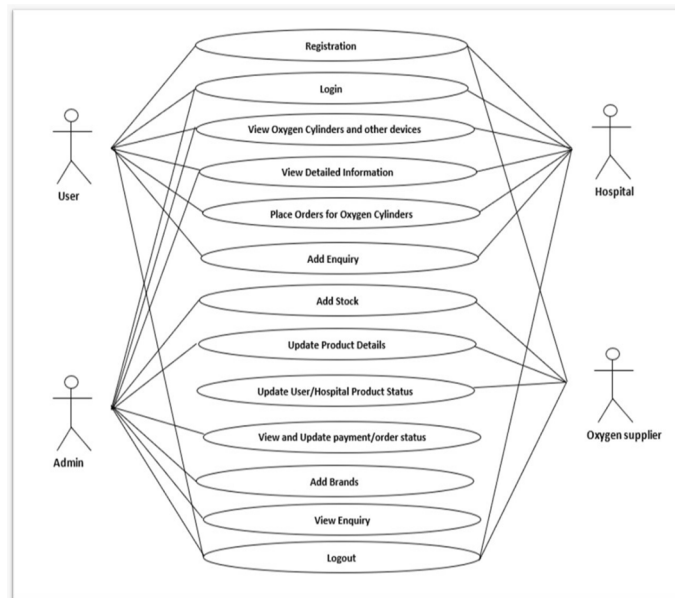 Registration
Login
View Oxygen Cylinders and other devices
View Detailed Information
Place Orders for Oxygen Cylinders
Add Enquiry
Add Stock
Update Product Details
Update User/Hospital Product Status
View and Update payment/order status
Add Brands
View Enquiry
Logout
User
Admin
Hospital
Oxygen supplier